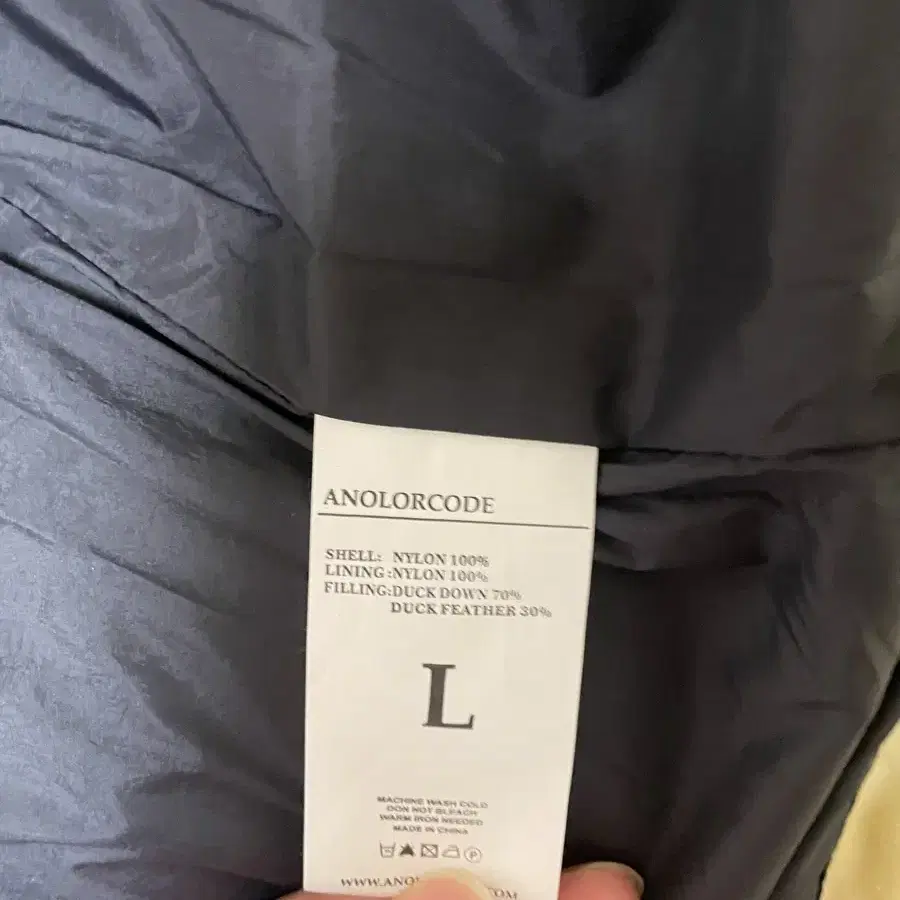 ANOLORCODE
SHELL: NYLON 100%
LINING:NYLON 100%
FILLING:DUCK DOWN 70%
DUCK FEATHER 30%
L
MACHINE WASH COLD
DON NOT BLEACH
WARM IRON NEEDED
MADE IN CHINA
P